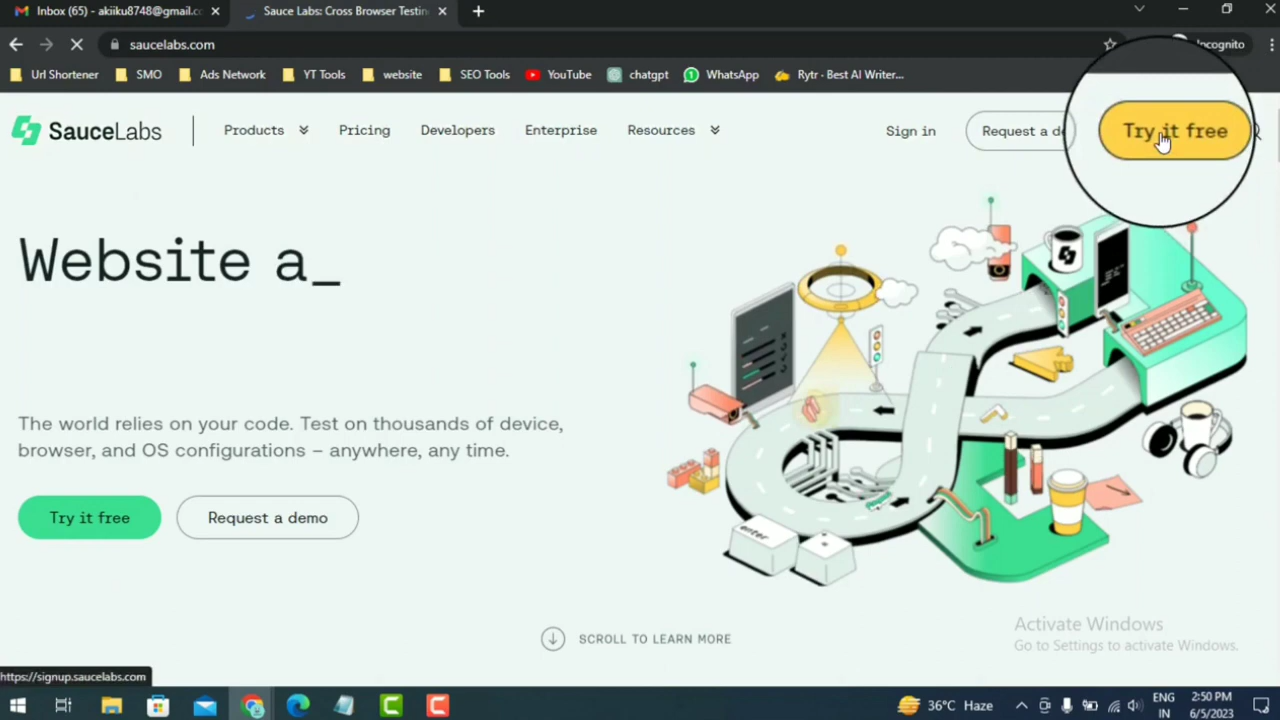 Inbox (65) - akiiku8748@gmail.c
Sauce Labs: Cross Browser Testin
saucelabs.com
Incognito
Url Shortener
SMO
Ads Network
YT Tools
website
SEO Tools
YouTube
chatgpt
WhatsApp
Rytr - Best AI Writer...
SauceLabs
Products
Pricing
Developers
Enterprise
Resources
Sign in
Request a de
Try it free
Website a_
The world relies on your code. Test on thousands of device,
browser, and OS configurations – anywhere, any time.
Try it free
Request a demo
enter
SCROLL TO LEARN MORE
Activate Windows
Go to Settings to activate Windows.
https://signup.saucelabs.com
36°C Haze
ENG
IN
2:50 PM
6/5/2023